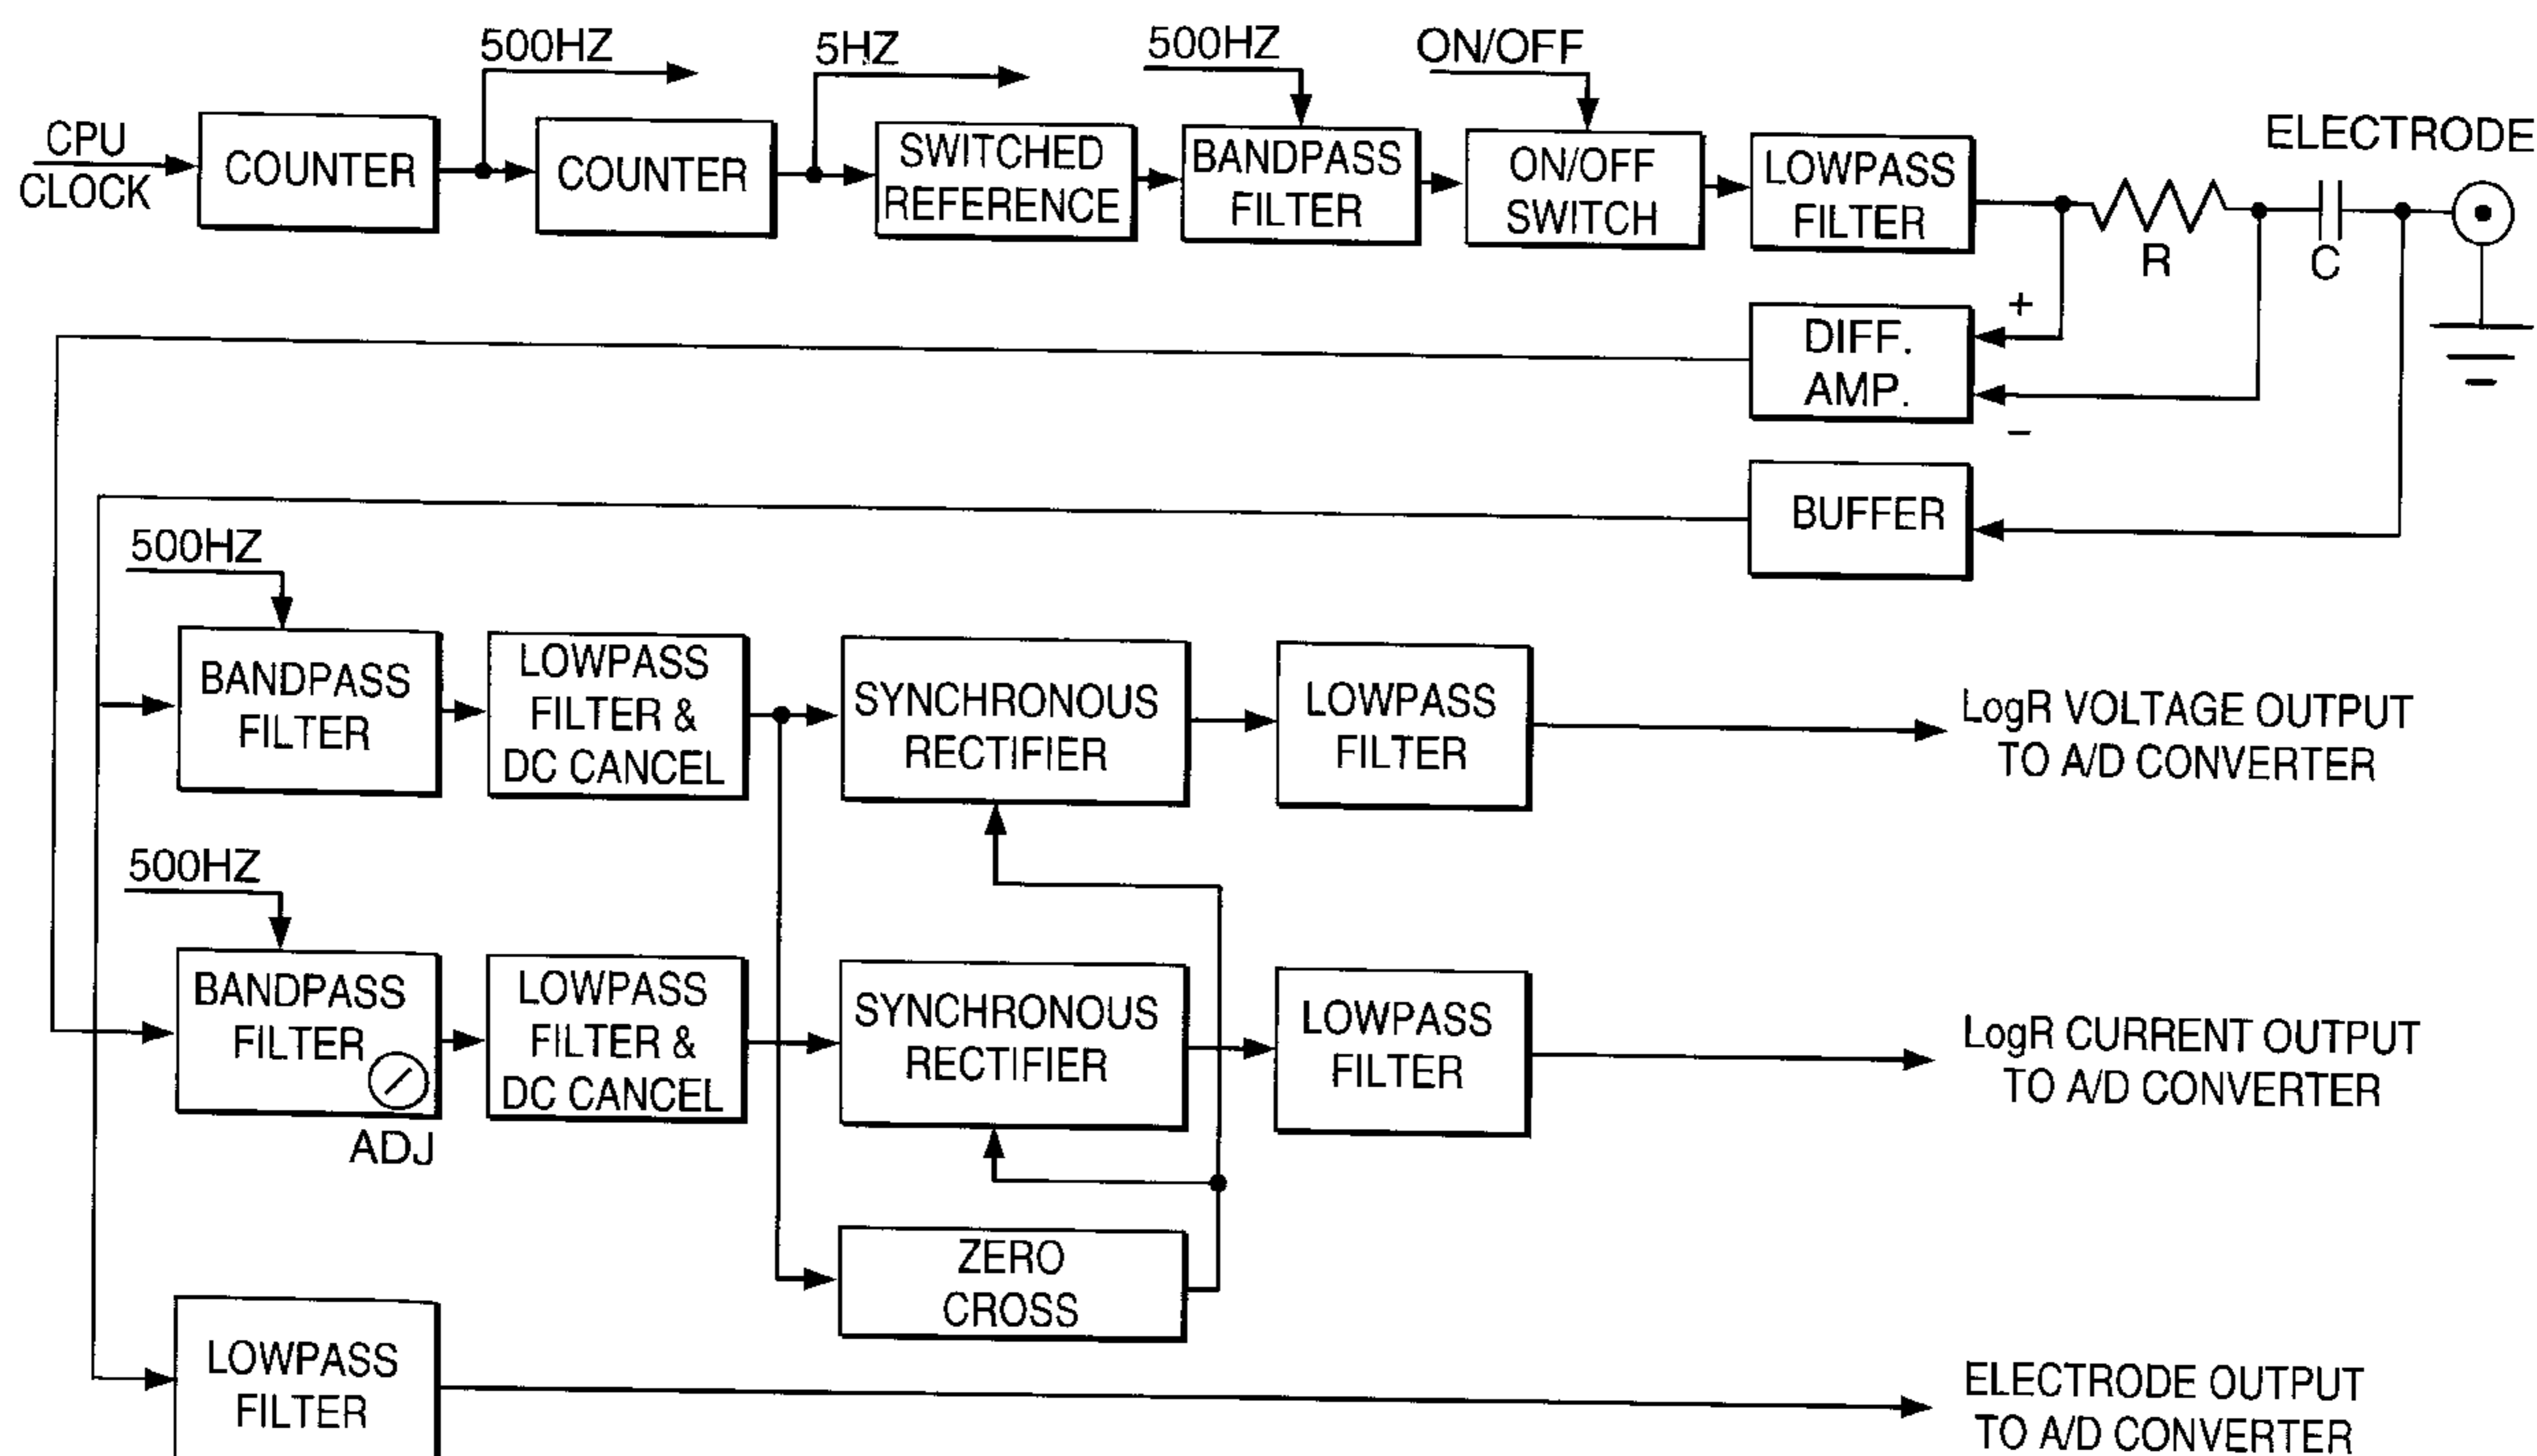 500HZ
5HZ
500HZ
ON/OFF
CPU
CLOCK
COUNTER
COUNTER
SWITCHED
REFERENCE
BANDPASS
FILTER
ON/OFF
SWITCH
LOWPASS
FILTER
ELECTRODE
R
C
+
DIFF.
AMP.
−
BUFFER
500HZ
BANDPASS
FILTER
LOWPASS
FILTER &
DC CANCEL
SYNCHRONOUS
RECTIFIER
LOWPASS
FILTER
LogR VOLTAGE OUTPUT
TO A/D CONVERTER
500HZ
BANDPASS
FILTER
ADJ
LOWPASS
FILTER &
DC CANCEL
SYNCHRONOUS
RECTIFIER
LOWPASS
FILTER
LogR CURRENT OUTPUT
TO A/D CONVERTER
ZERO
CROSS
LOWPASS
FILTER
ELECTRODE OUTPUT
TO A/D CONVERTER